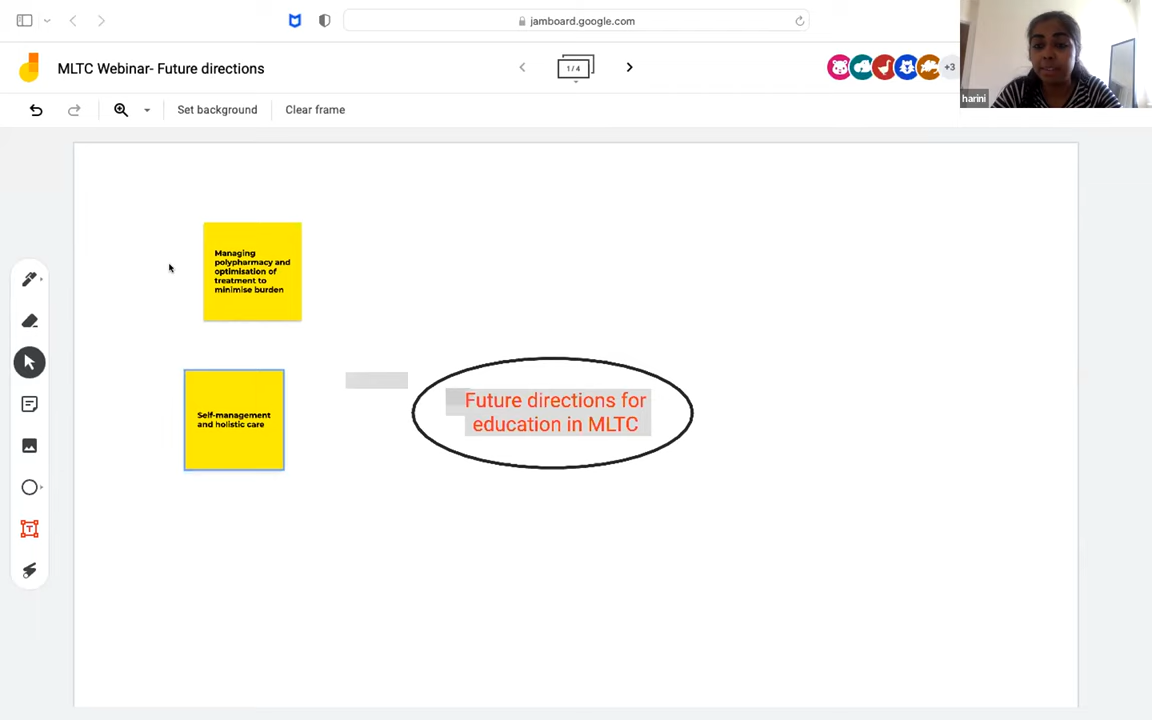 jamboard.google.com
MLTC Webinar- Future directions
1/4
+3
harini
Set background
Clear frame
Managing
polypharmacy and
optimisation of
treatment to
minimise burden
Self-management
and holistic care
Future directions for
education in MLTC
T